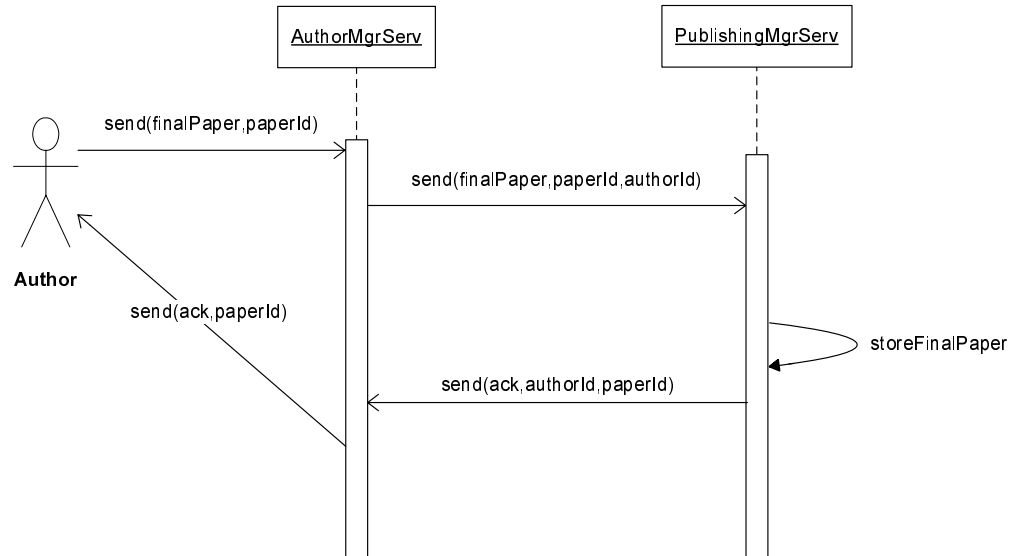 AuthorMgrServ
PublishingMgrServ
send(finalPaper,paperId)
send(finalPaper,paperId,authorId)
Author
send(ack,paperId)
storeFinalPaper
send(ack,authorId,paperId)